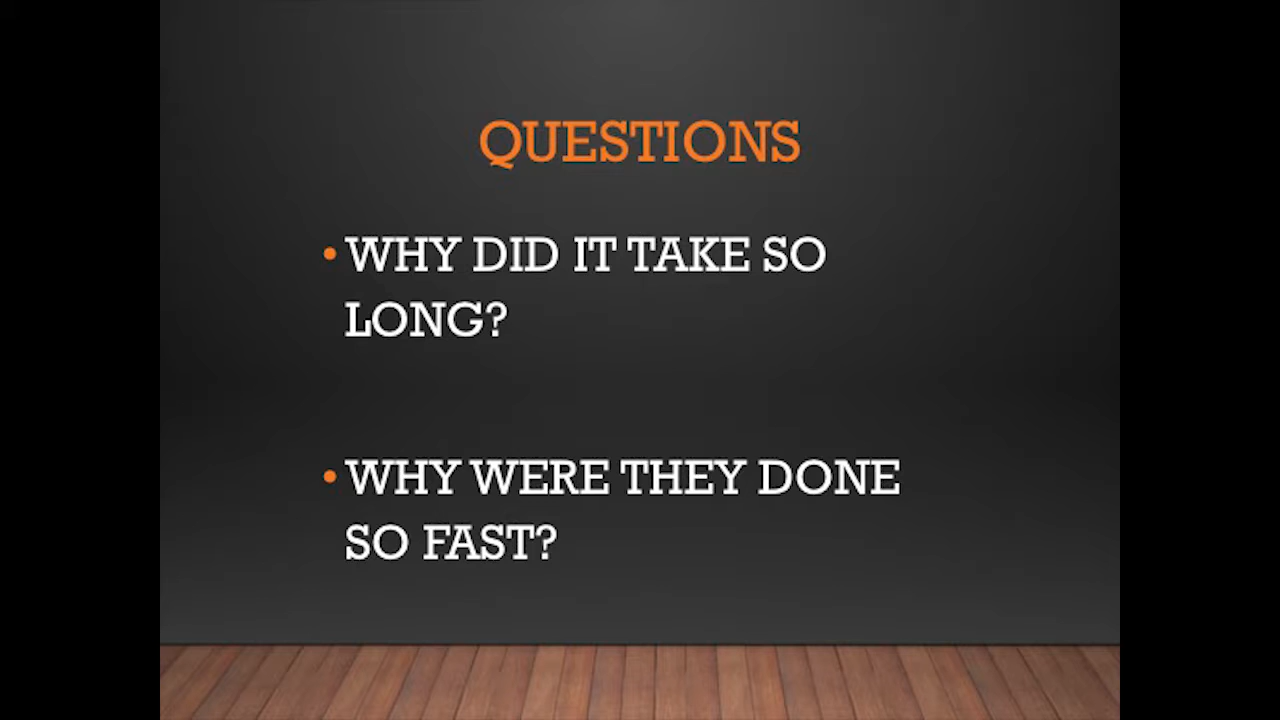 QUESTIONS
• WHY DID IT TAKE SO
LONG?
• WHY WERE THEY DONE
SO FAST?